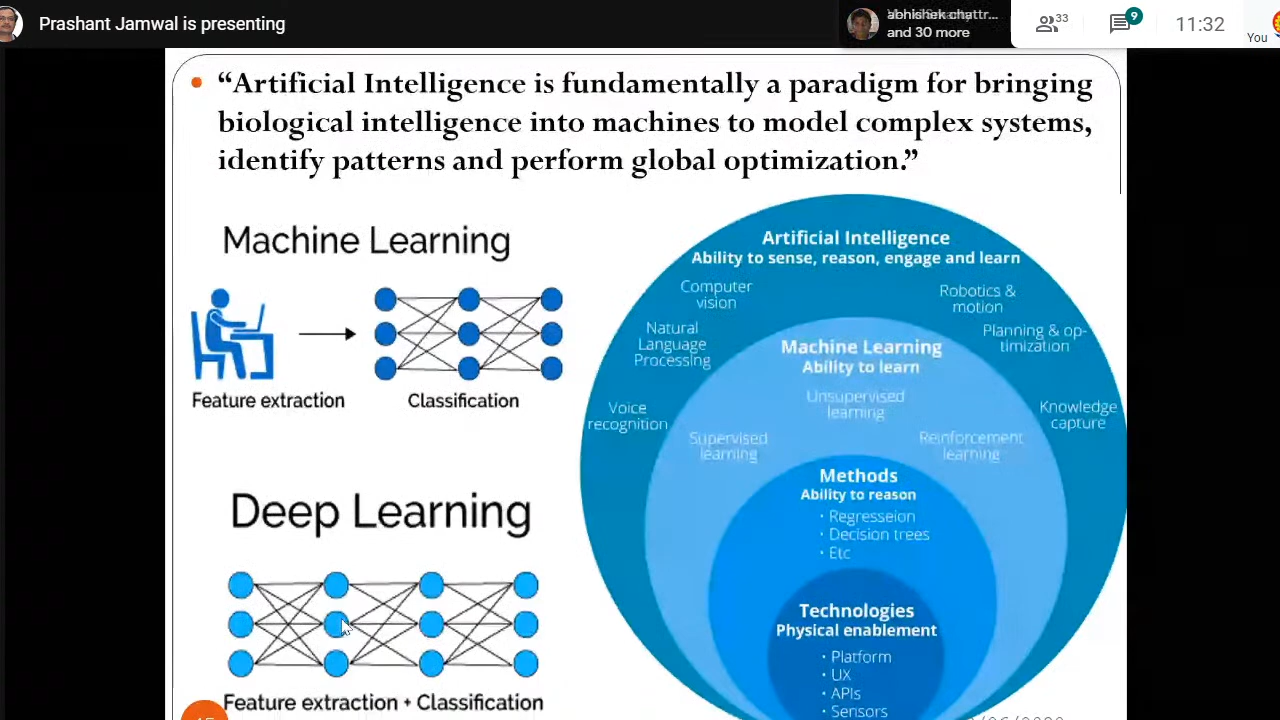 Prashant Jamwal is presenting
abhishek chattr...
and 30 more
33
9
11:32
You
• “Artificial Intelligence is fundamentally a paradigm for bringing
biological intelligence into machines to model complex systems,
identify patterns and perform global optimization.”
Machine Learning
Feature extraction
Classification
Deep Learning
Feature extraction + Classification
Artificial Intelligence
Ability to sense, reason, engage and learn
Computer
vision
Natural
Language
Processing
Voice
recognition
Robotics &
motion
Planning & op-
timization
Knowledge
capture
Machine Learning
Ability to learn
Unsupervised
learning
Supervised
learning
Reinforcement
learning
Methods
Ability to reason
· Regresseion
· Decision trees
· Etc
Technologies
Physical enablement
· Platform
· UX
· APIs
· Sensors